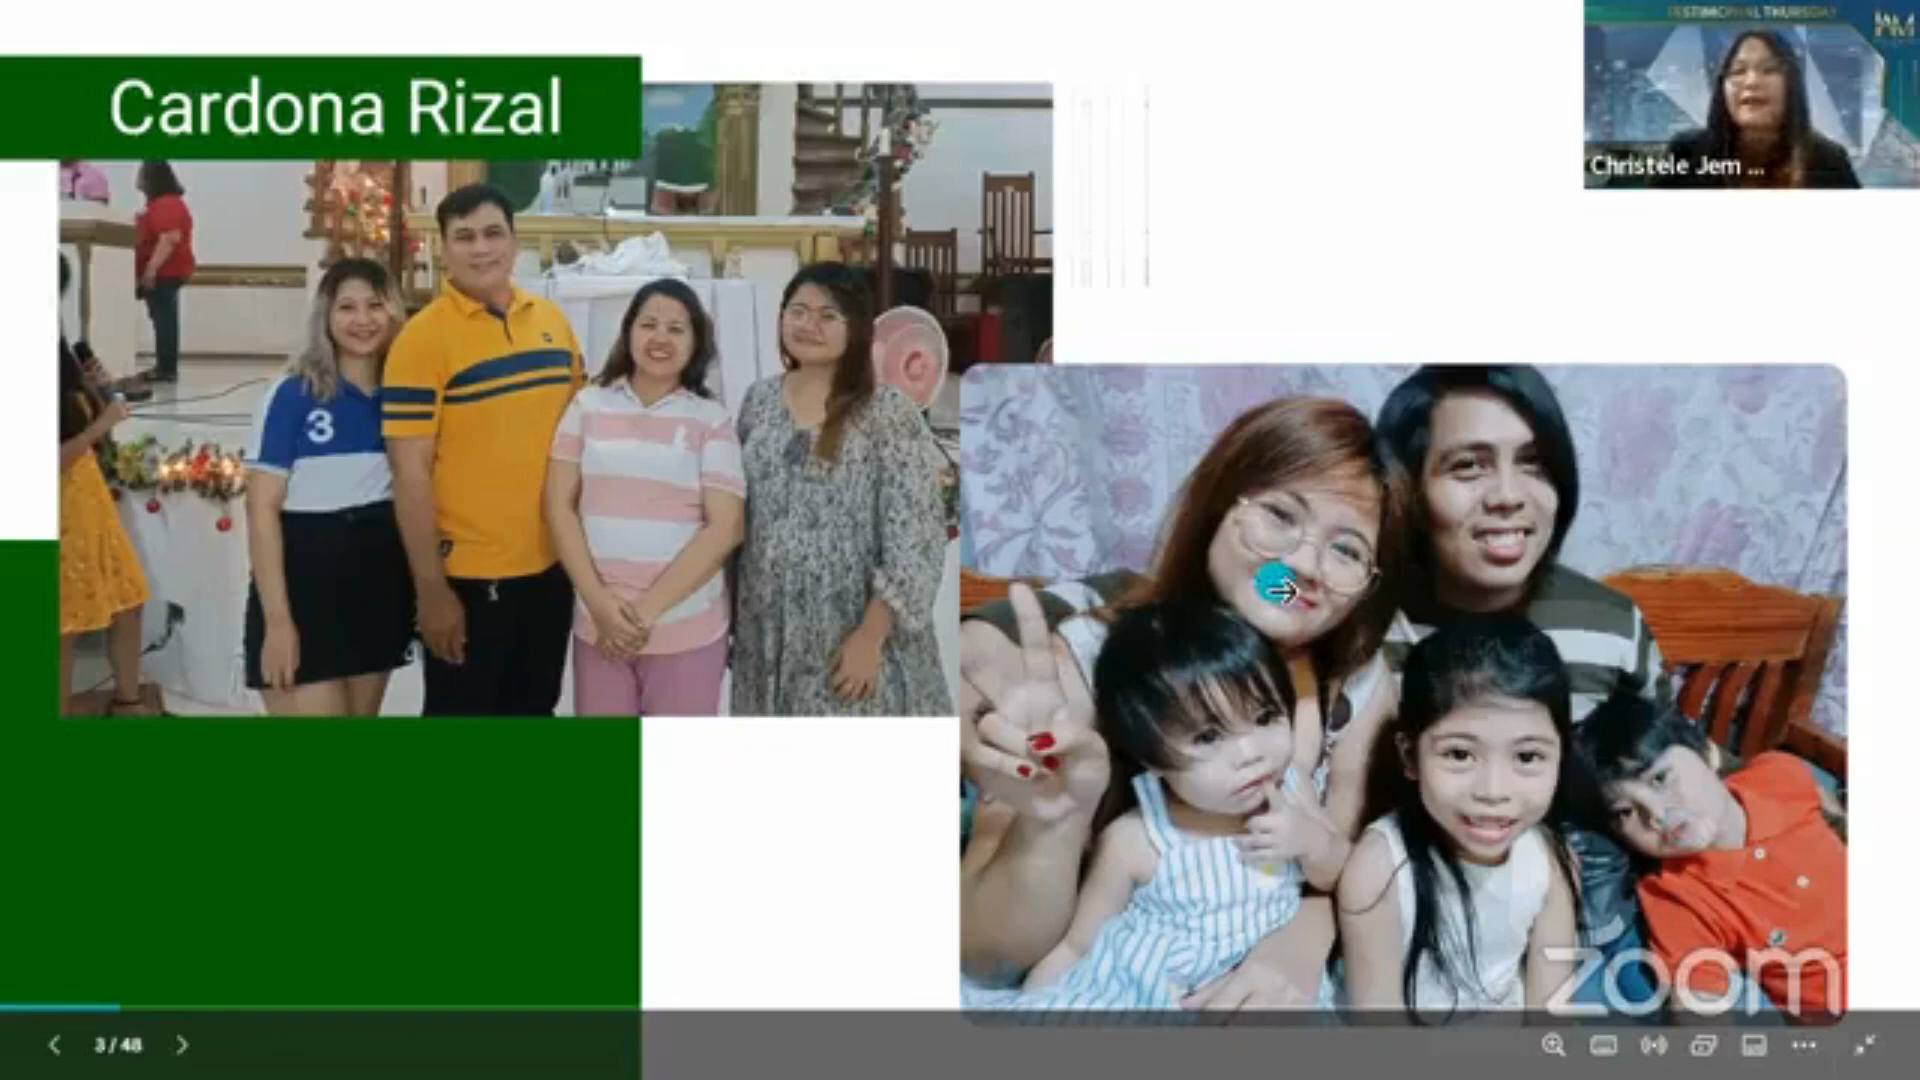 TESTIMONIAL THURSDAY
Cardona Rizal
Christele Jem ...
3
zoom
3 / 48